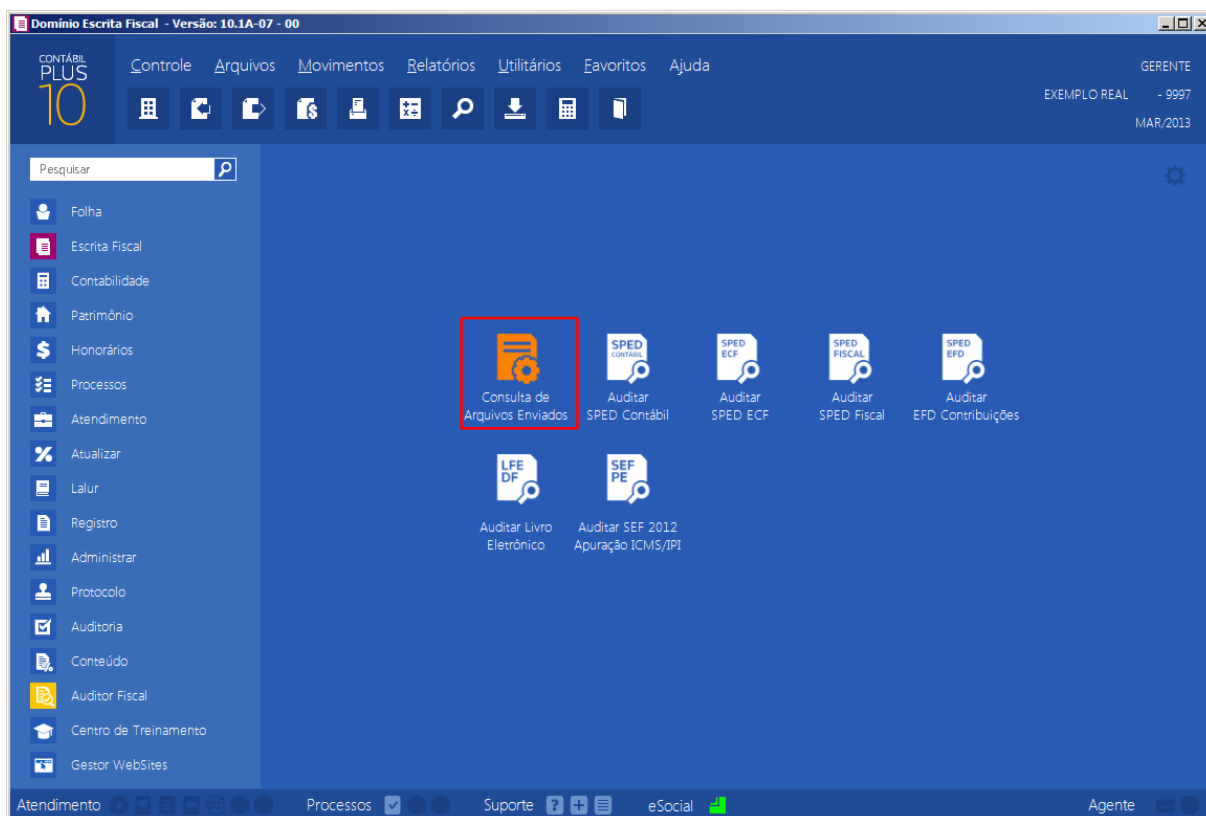 Domínio Escrita Fiscal - Versão: 10.1A-07 - 00
CONTÁBIL
PLUS
10
Controle Arquivos Movimentos Relatórios Utilitários Favoritos Ajuda
GERENTE
EXEMPLO REAL - 9997
MAR/2013
Pesquisar
Folha
Escrita Fiscal
Contabilidade
Patrimônio
Honorários
Processos
Atendimento
Atualizar
Lalur
Registro
Administrar
Protocolo
Auditoria
Conteúdo
Auditor Fiscal
Centro de Treinamento
Gestor WebSites
Consulta de
Arquivos Enviados
SPED
CONTÁBIL
Auditar
SPED Contábil
SPED
ECF
Auditar
SPED ECF
SPED
FISCAL
Auditar
SPED Fiscal
SPED
EFD
Auditar
EFD Contribuições
LFE
DF
Auditar Livro
Eletrônico
SEF
PE
Auditar SEF 2012
Apuração ICMS/IPI
Atendimento Processos Suporte eSocial Agente